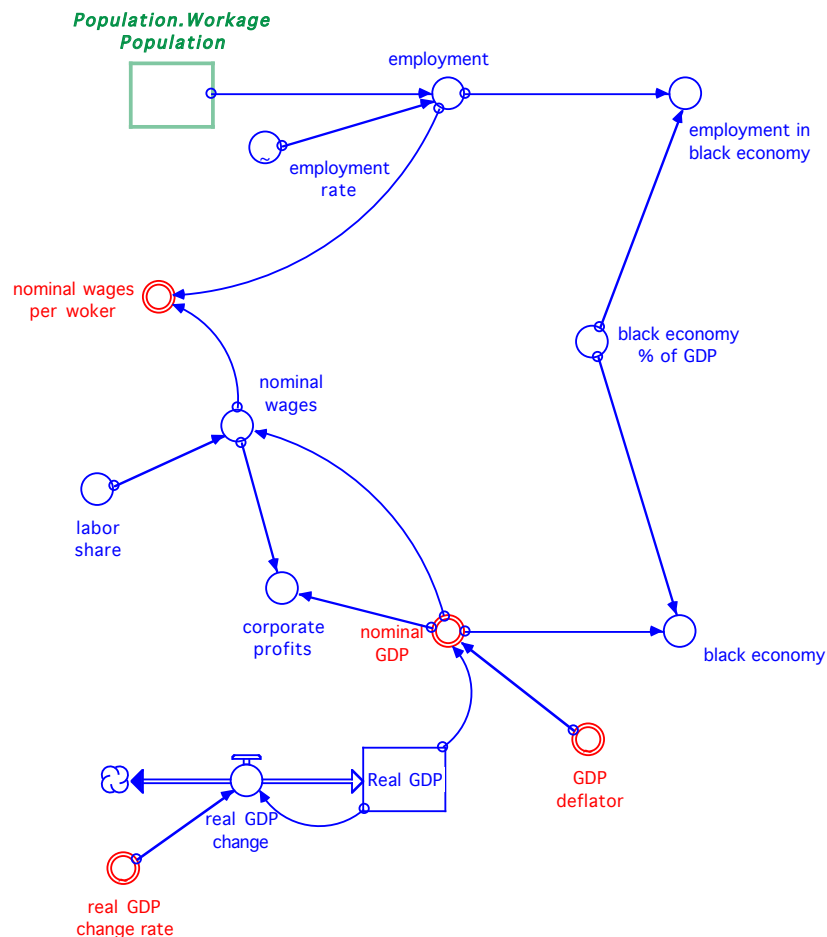 Population.Workage
Population
employment
employment in
black economy
employment
rate
nominal wages
per woker
black economy
% of GDP
nominal
wages
labor
share
corporate
profits
nominal
GDP
black economy
Real GDP
GDP
deflator
real GDP
change
real GDP
change rate
~